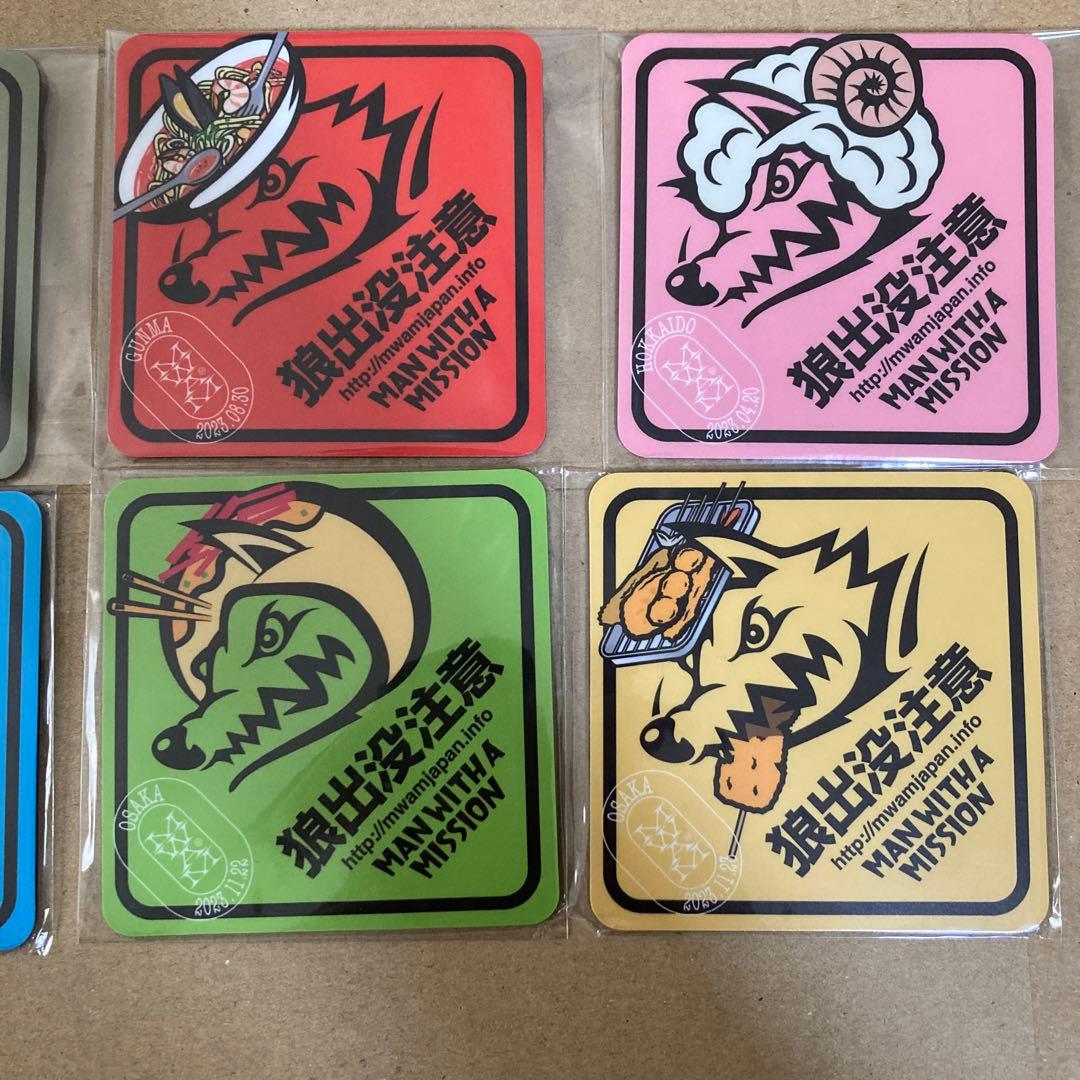 狼出没注意
http://mwamjapan.info
MAN WITH A
MISSION
GUNMA
2023.08.30
狼出没注意
http://mwamjapan.info
MAN WITH A
MISSION
HOKKAIDO
2023.04.20
狼出没注意
http://mwamjapan.info
MAN WITH A
MISSION
OSAKA
2023.11.22
狼出没注意
http://mwamjapan.info
MAN WITH A
MISSION
OSAKA
2023.11.27